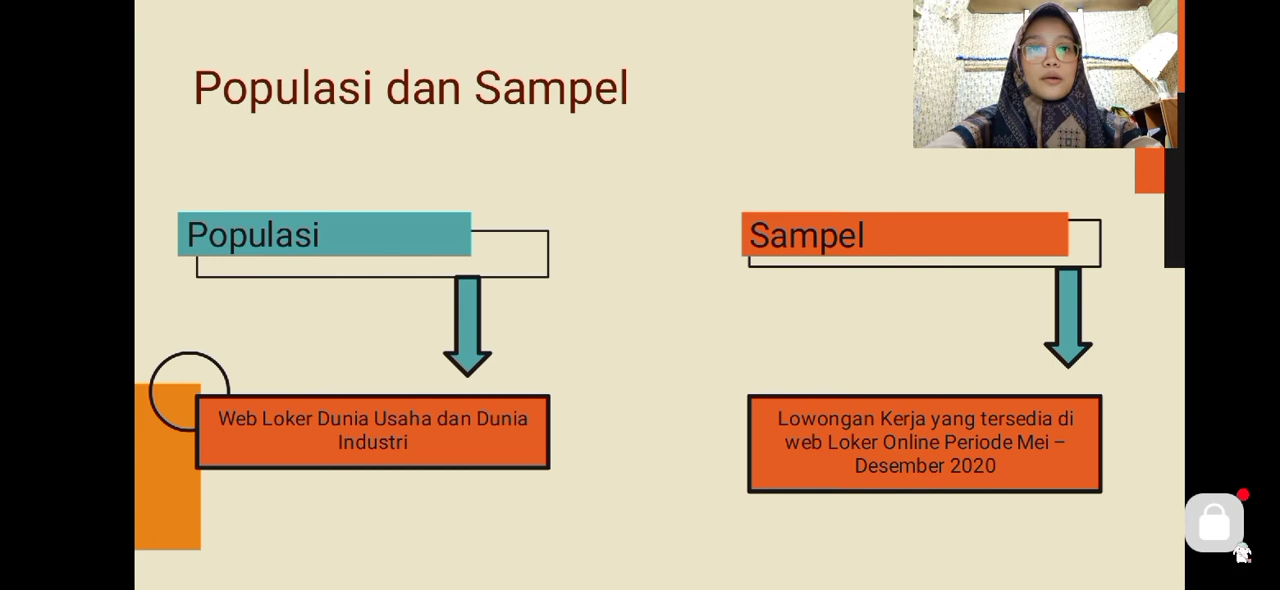 Populasi dan Sampel
Populasi
Sampel
Web Loker Dunia Usaha dan Dunia
Industri
Lowongan Kerja yang tersedia di
web Loker Online Periode Mei –
Desember 2020